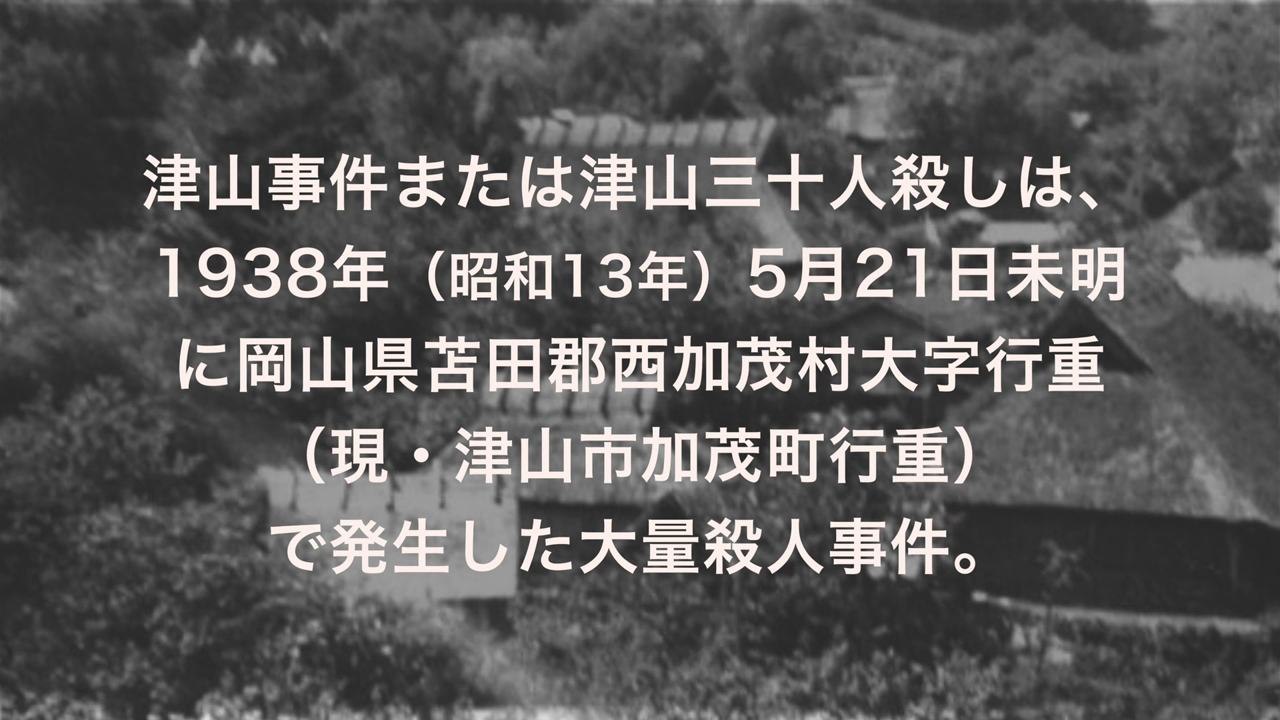 津山事件または津山三十人殺しは、
1938年（昭和13年）5月21日未明
に岡山県苫田郡西加茂村大字行重
（現・津山市加茂町行重）
で発生した大量殺人事件。